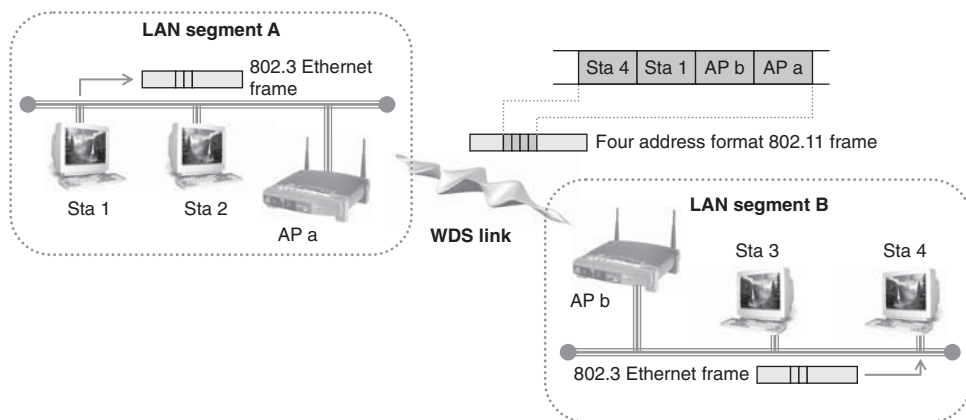 LAN segment A
802.3 Ethernet
frame
Sta 1
Sta 2
AP a
WDS link
Sta 4 Sta 1 AP b AP a
Four address format 802.11 frame
LAN segment B
AP b
Sta 3
Sta 4
802.3 Ethernet frame